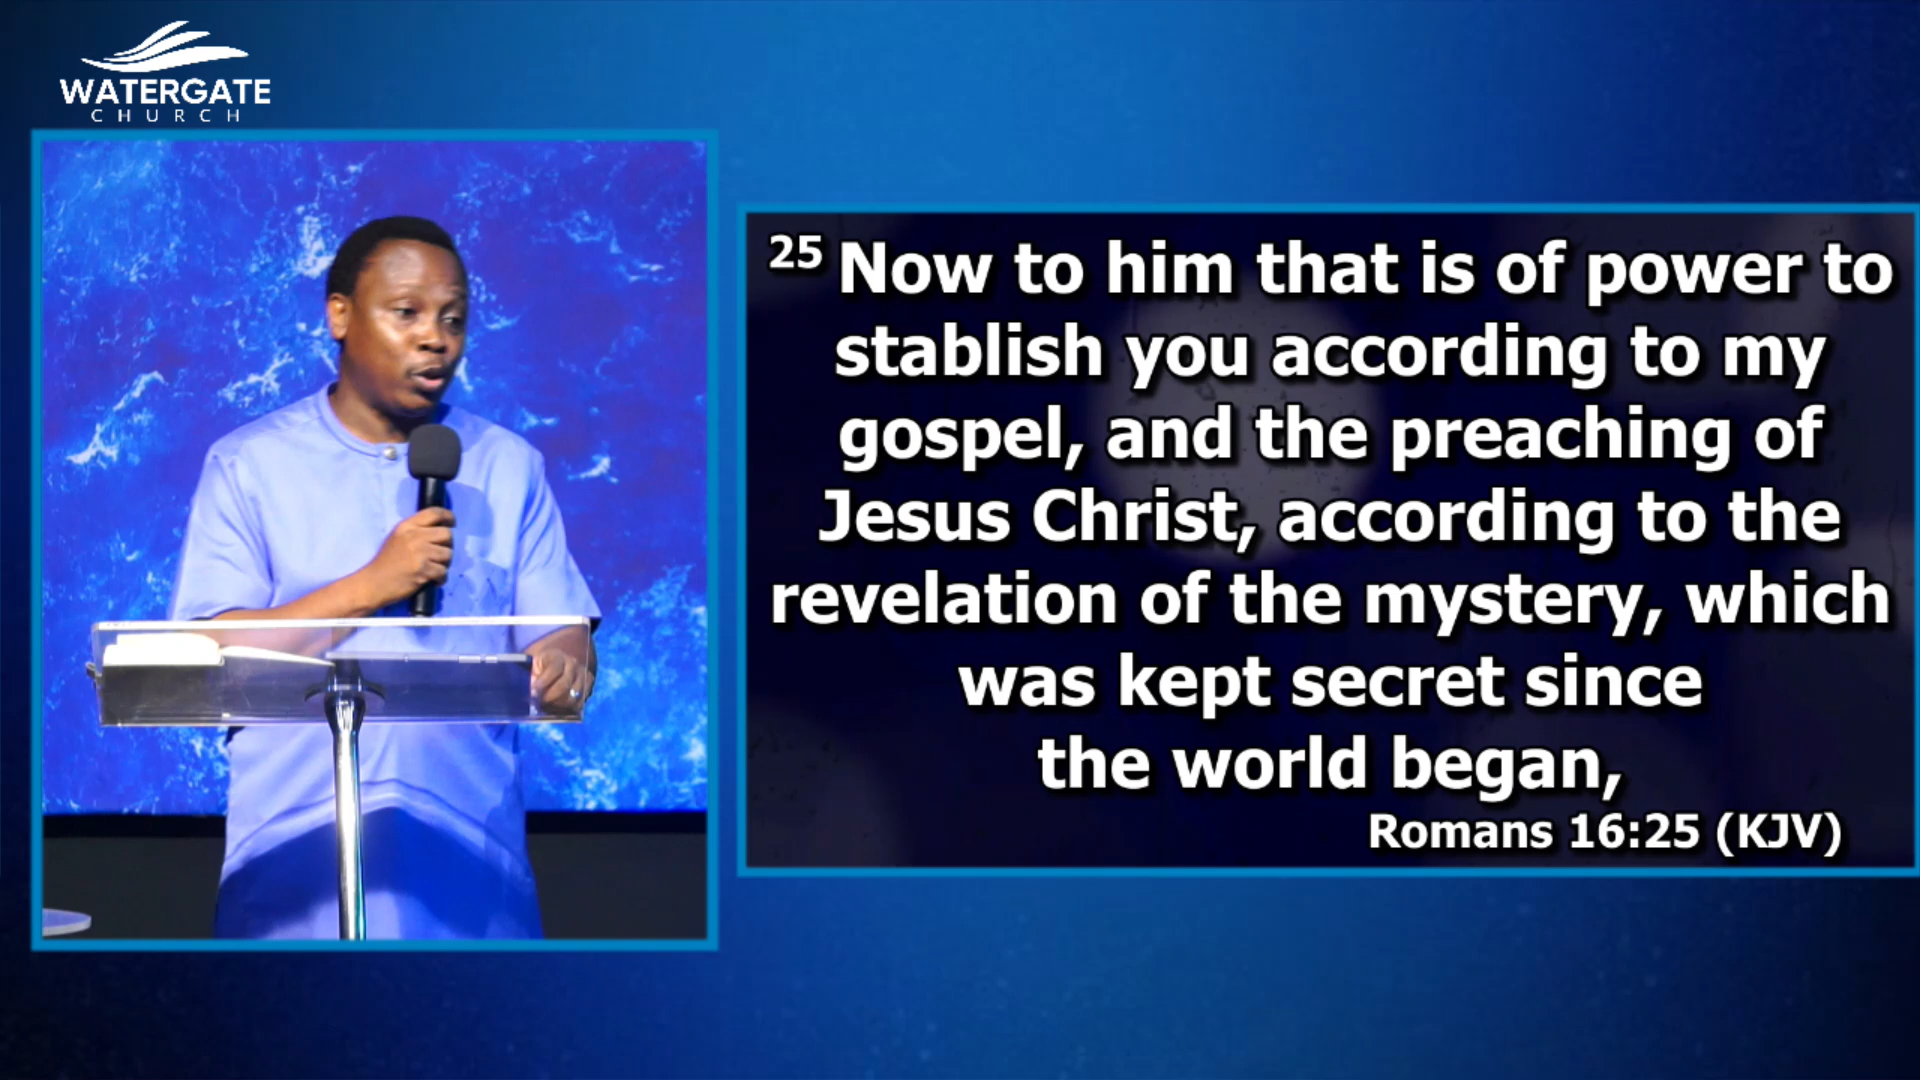 WATERGATE
CHURCH
25 Now to him that is of power to
stablish you according to my
gospel, and the preaching of
Jesus Christ, according to the
revelation of the mystery, which
was kept secret since
the world began,
Romans 16:25 (KJV)